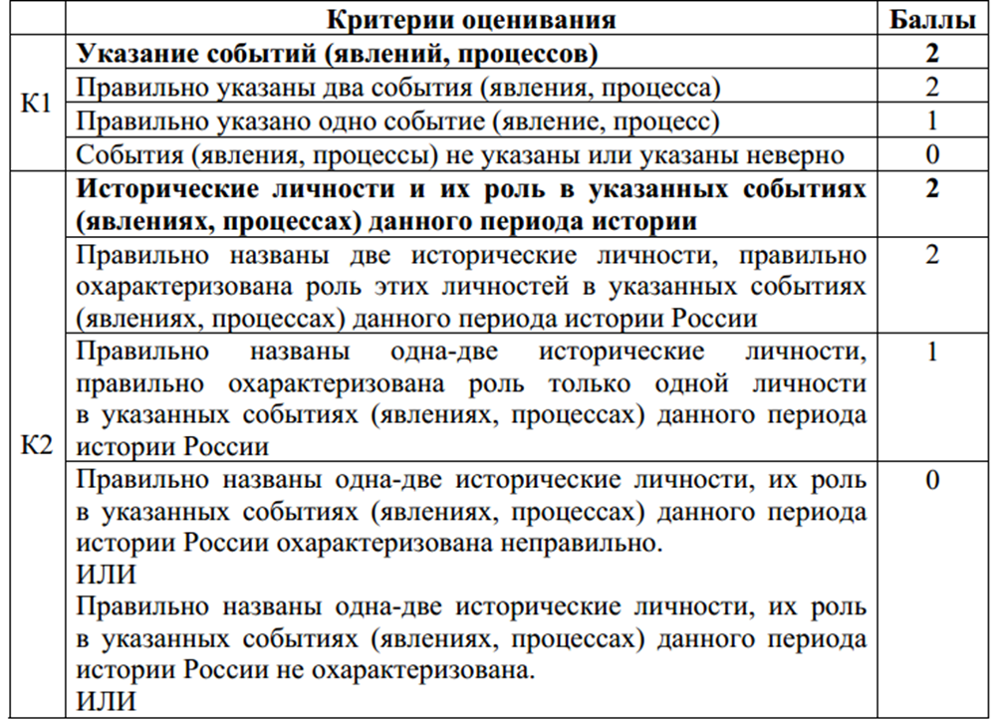 Критерии оценивания Баллы
К1
Указание событий (явлений, процессов) 2
Правильно указаны два события (явления, процесса) 2
Правильно указано одно событие (явление, процесс) 1
События (явления, процессы) не указаны или указаны неверно 0
К2
Исторические личности и их роль в указанных событиях 2
(явлениях, процессах) данного периода истории
Правильно названы две исторические личности, правильно 2
охарактеризована роль этих личностей в указанных событиях
(явлениях, процессах) данного периода истории России
Правильно названы одна-две исторические личности, 1
правильно охарактеризована роль только одной личности
в указанных событиях (явлениях, процессах) данного периода
истории России
Правильно названы одна-две исторические личности, их роль 0
в указанных событиях (явлениях, процессах) данного периода
истории России охарактеризована неправильно.
ИЛИ
Правильно названы одна-две исторические личности, их роль
в указанных событиях (явлениях, процессах) данного периода
истории России не охарактеризована.
ИЛИ